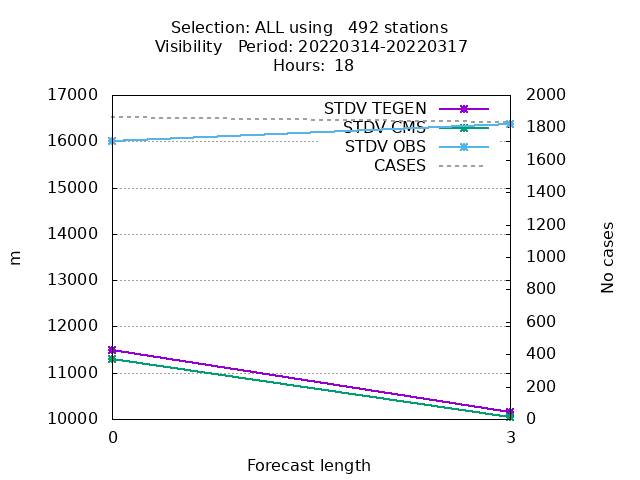 Selection: ALL using   492 stations
Visibility   Period: 20220314-20220317
Hours:  18
17000
16000
15000
14000
13000
12000
11000
10000
m
STDV TEGEN
STDV CMS
STDV OBS
CASES
2000
1800
1600
1400
1200
1000
800
600
400
200
0
No cases
0
3
Forecast length